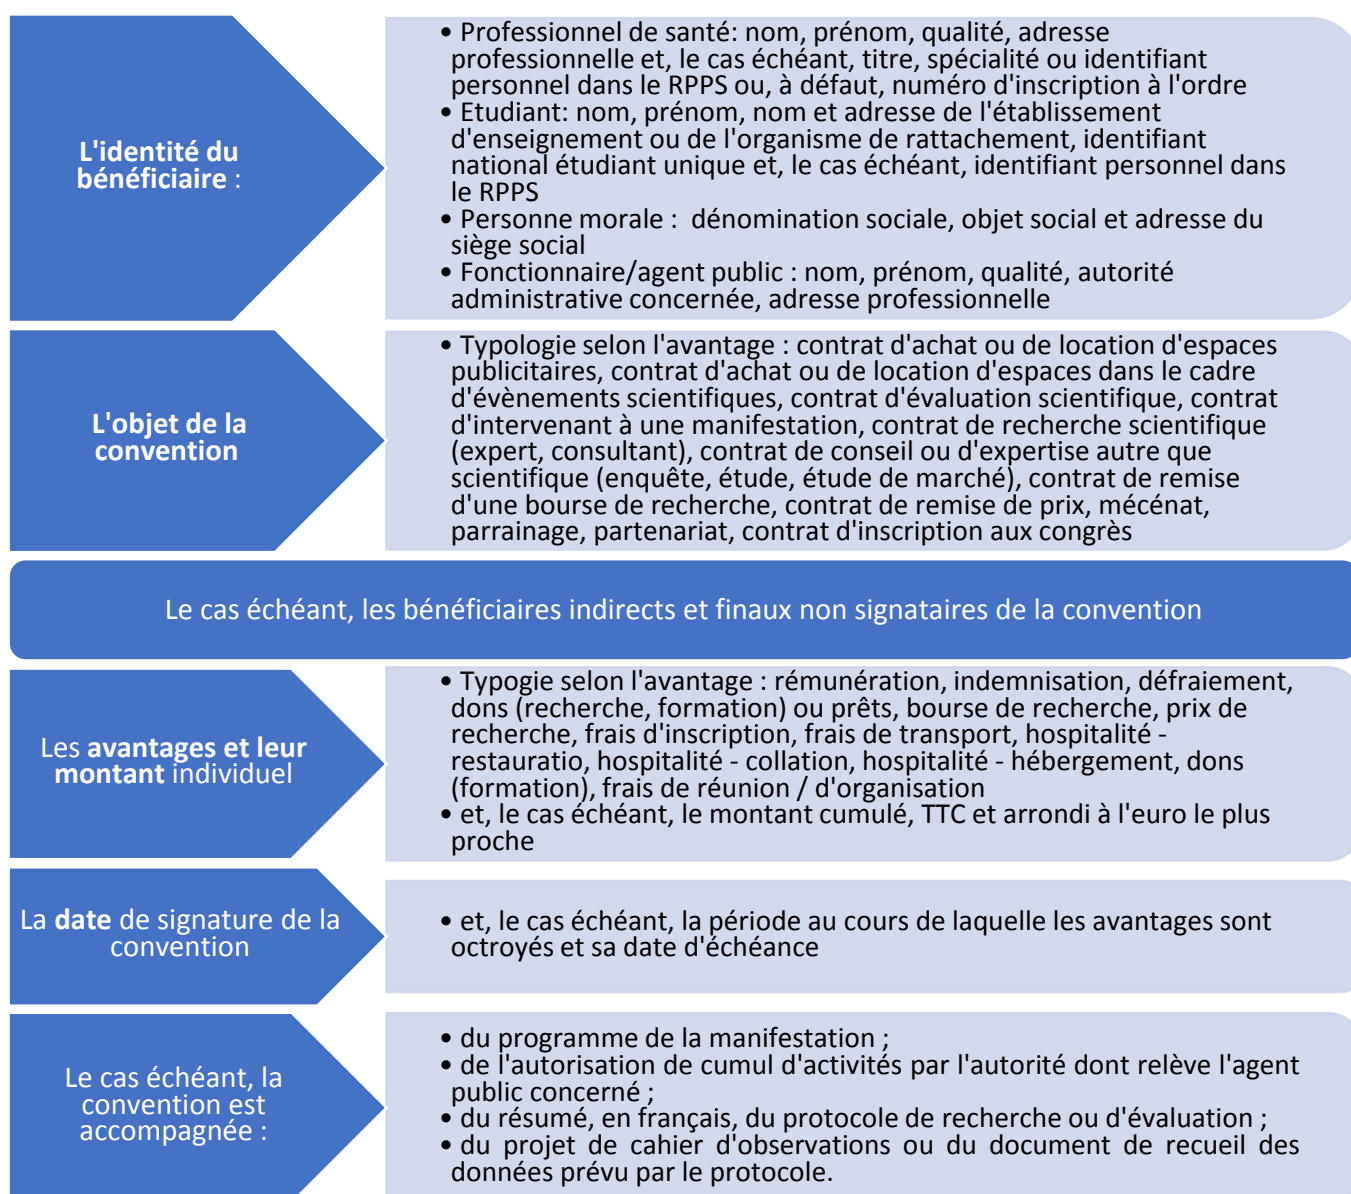 L'identité du
bénéficiaire :
• Professionnel de santé: nom, prénom, qualité, adresse
professionnelle et, le cas échéant, titre, spécialité ou identifiant
personnel dans le RPPS ou, à défaut, numéro d'inscription à l'ordre
• Etudiant: nom, prénom, nom et adresse de l'établissement
d'enseignement ou de l'organisme de rattachement, identifiant
national étudiant unique et, le cas échéant, identifiant personnel dans
le RPPS
• Personne morale : dénomination sociale, objet social et adresse du
siège social
• Fonctionnaire/agent public : nom, prénom, qualité, autorité
administrative concernée, adresse professionnelle
L'objet de la
convention
• Typologie selon l'avantage : contrat d'achat ou de location d'espaces
publicitaires, contrat d'achat ou de location d'espaces dans le cadre
d'évènements scientifiques, contrat d'évaluation scientifique, contrat
d'intervenant à une manifestation, contrat de recherche scientifique
(expert, consultant), contrat de conseil ou d'expertise autre que
scientifique (enquête, étude, étude de marché), contrat de remise
d'une bourse de recherche, contrat de remise de prix, mécénat,
parrainage, partenariat, contrat d'inscription aux congrès
Le cas échéant, les bénéficiaires indirects et finaux non signataires de la convention
Les avantages et leur
montant individuel
• Typogie selon l'avantage : rémunération, indemnisation, défraiement,
dons (recherche, formation) ou prêts, bourse de recherche, prix de
recherche, frais d'inscription, frais de transport, hospitalité -
restauratio, hospitalité - collation, hospitalité - hébergement, dons
(formation), frais de réunion / d'organisation
• et, le cas échéant, le montant cumulé, TTC et arrondi à l'euro le plus
proche
La date de signature de la
convention
• et, le cas échéant, la période au cours de laquelle les avantages sont
octroyés et sa date d'échéance
Le cas échéant, la
convention est
accompagnée :
• du programme de la manifestation ;
• de l'autorisation de cumul d'activités par l'autorité dont relève l'agent
public concerné ;
• du résumé, en français, du protocole de recherche ou d'évaluation ;
• du projet de cahier d'observations ou du document de recueil des
données prévu par le protocole.